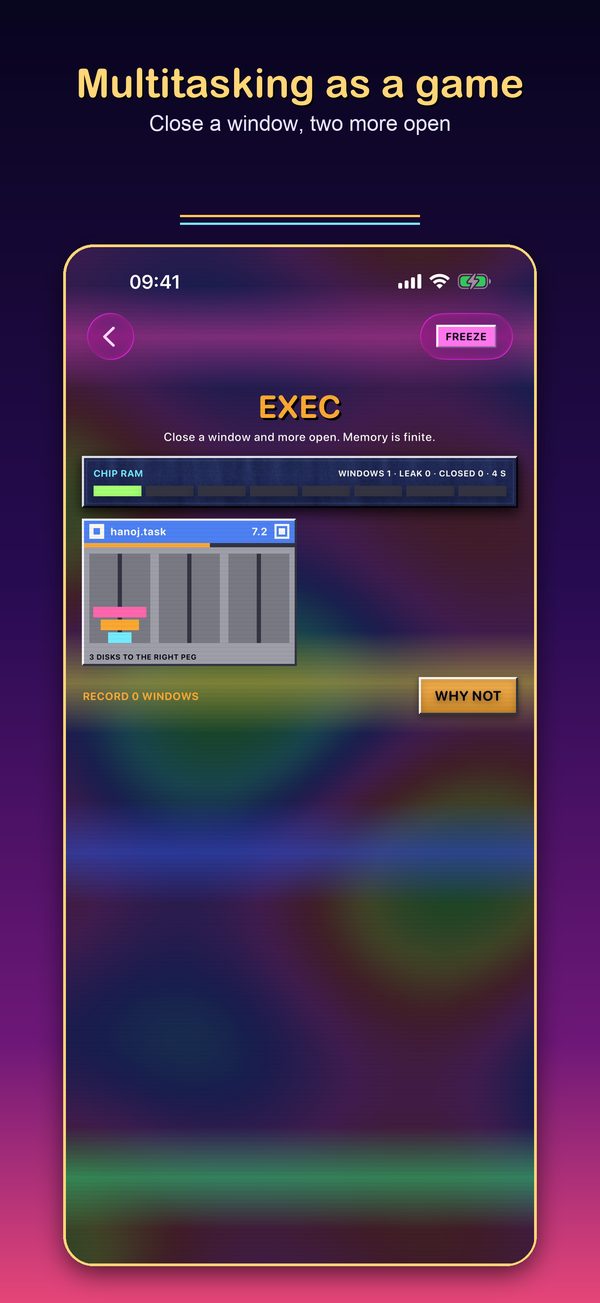 Multitasking as a game
Close a window, two more open
09:41
FREEZE
EXEC
Close a window and more open. Memory is finite.
CHIP RAM
WINDOWS 1 · LEAK 0 · CLOSED 0 · 4 S
hanoj.task
7.2
3 DISKS TO THE RIGHT PEG
RECORD 0 WINDOWS
WHY NOT